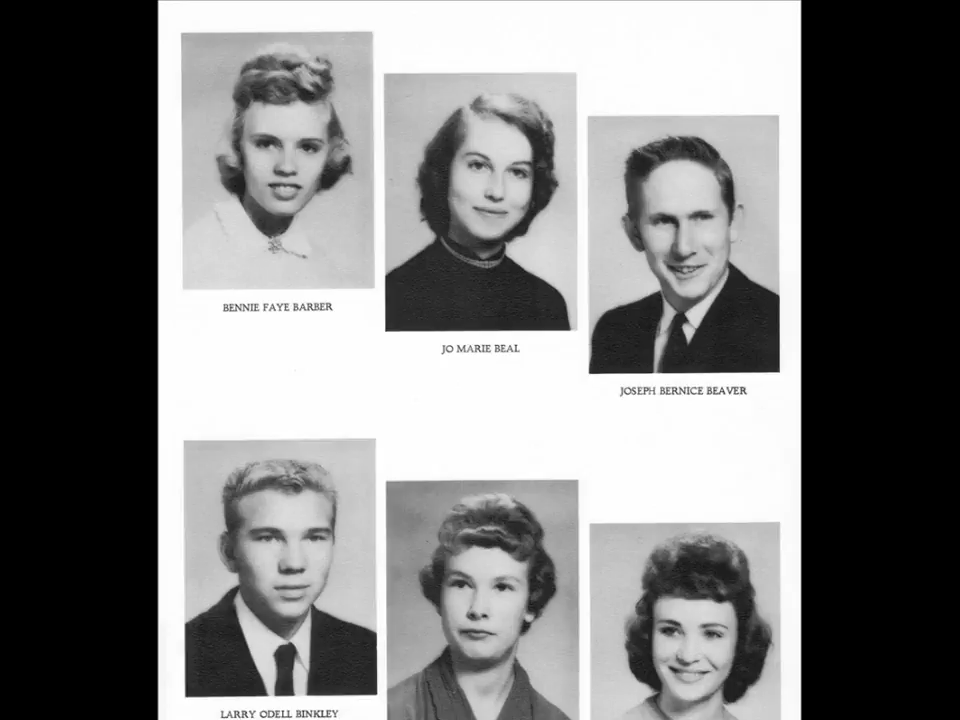 BENNIE FAYE BARBER
JO MARIE BEAL
JOSEPH BERNICE BEAVER
LARRY ODELL BINKLEY